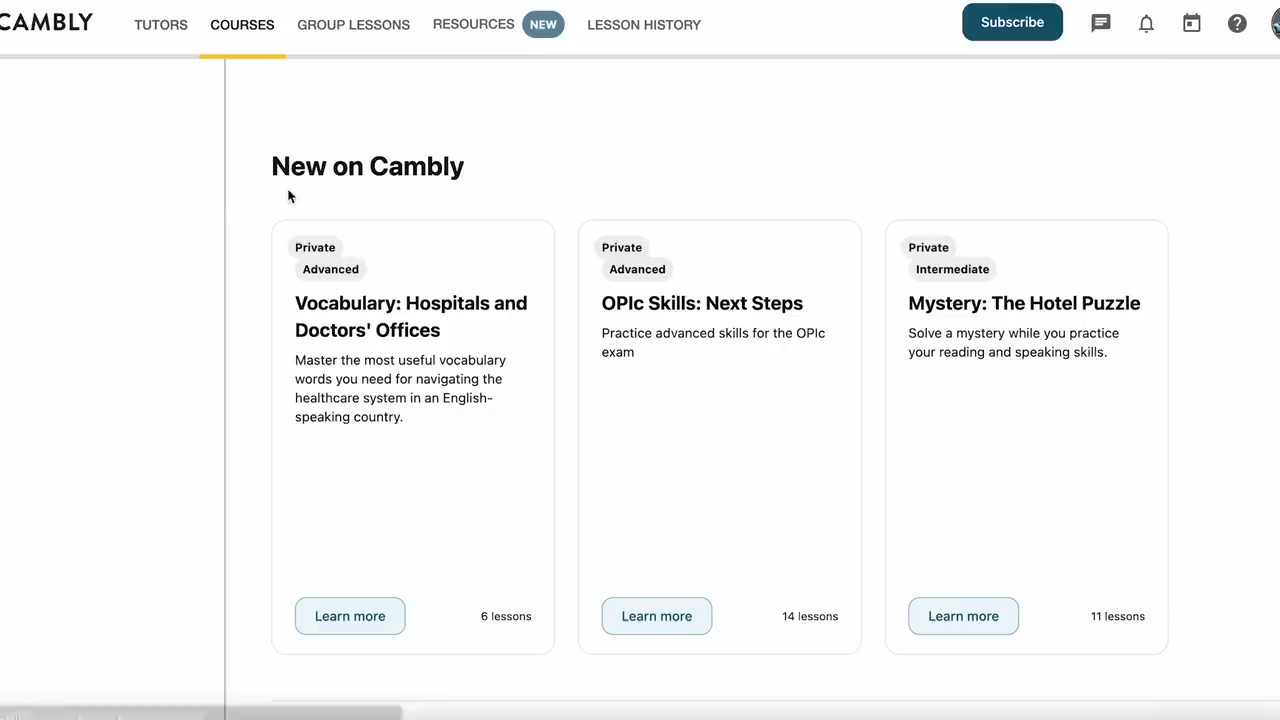 CAMBLY TUTORS COURSES GROUP LESSONS RESOURCES NEW LESSON HISTORY Subscribe
New on Cambly
Private
Advanced
Vocabulary: Hospitals and
Doctors' Offices
Master the most useful vocabulary
words you need for navigating the
healthcare system in an English-
speaking country.
Learn more 6 lessons
Private
Advanced
OPIc Skills: Next Steps
Practice advanced skills for the OPIc
exam
Learn more 14 lessons
Private
Intermediate
Mystery: The Hotel Puzzle
Solve a mystery while you practice
your reading and speaking skills.
Learn more 11 lessons